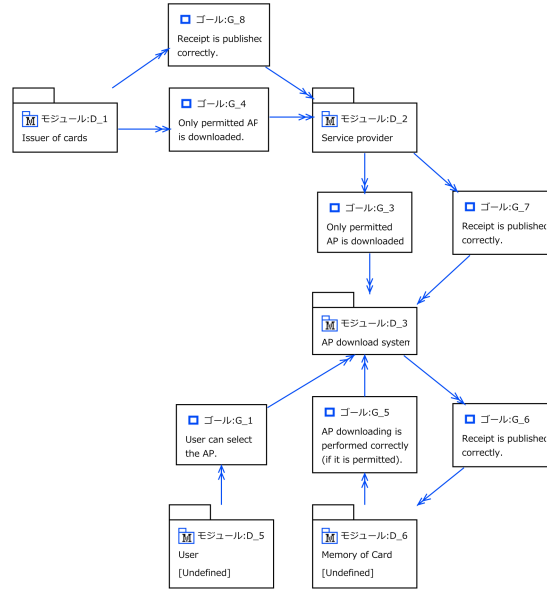 ゴール:G_8
Receipt is published
correctly.
モジュール:D_1
Issuer of cards
ゴール:G_4
Only permitted AP
is downloaded.
モジュール:D_2
Service provider
ゴール:G_3
Only permitted
AP is downloaded
ゴール:G_7
Receipt is published
correctly.
モジュール:D_3
AP download system
ゴール:G_1
User can select
the AP.
ゴール:G_5
AP downloading is
performed correctly
(if it is permitted).
ゴール:G_6
Receipt is published
correctly.
モジュール:D_5
User
[Undefined]
モジュール:D_6
Memory of Card
[Undefined]